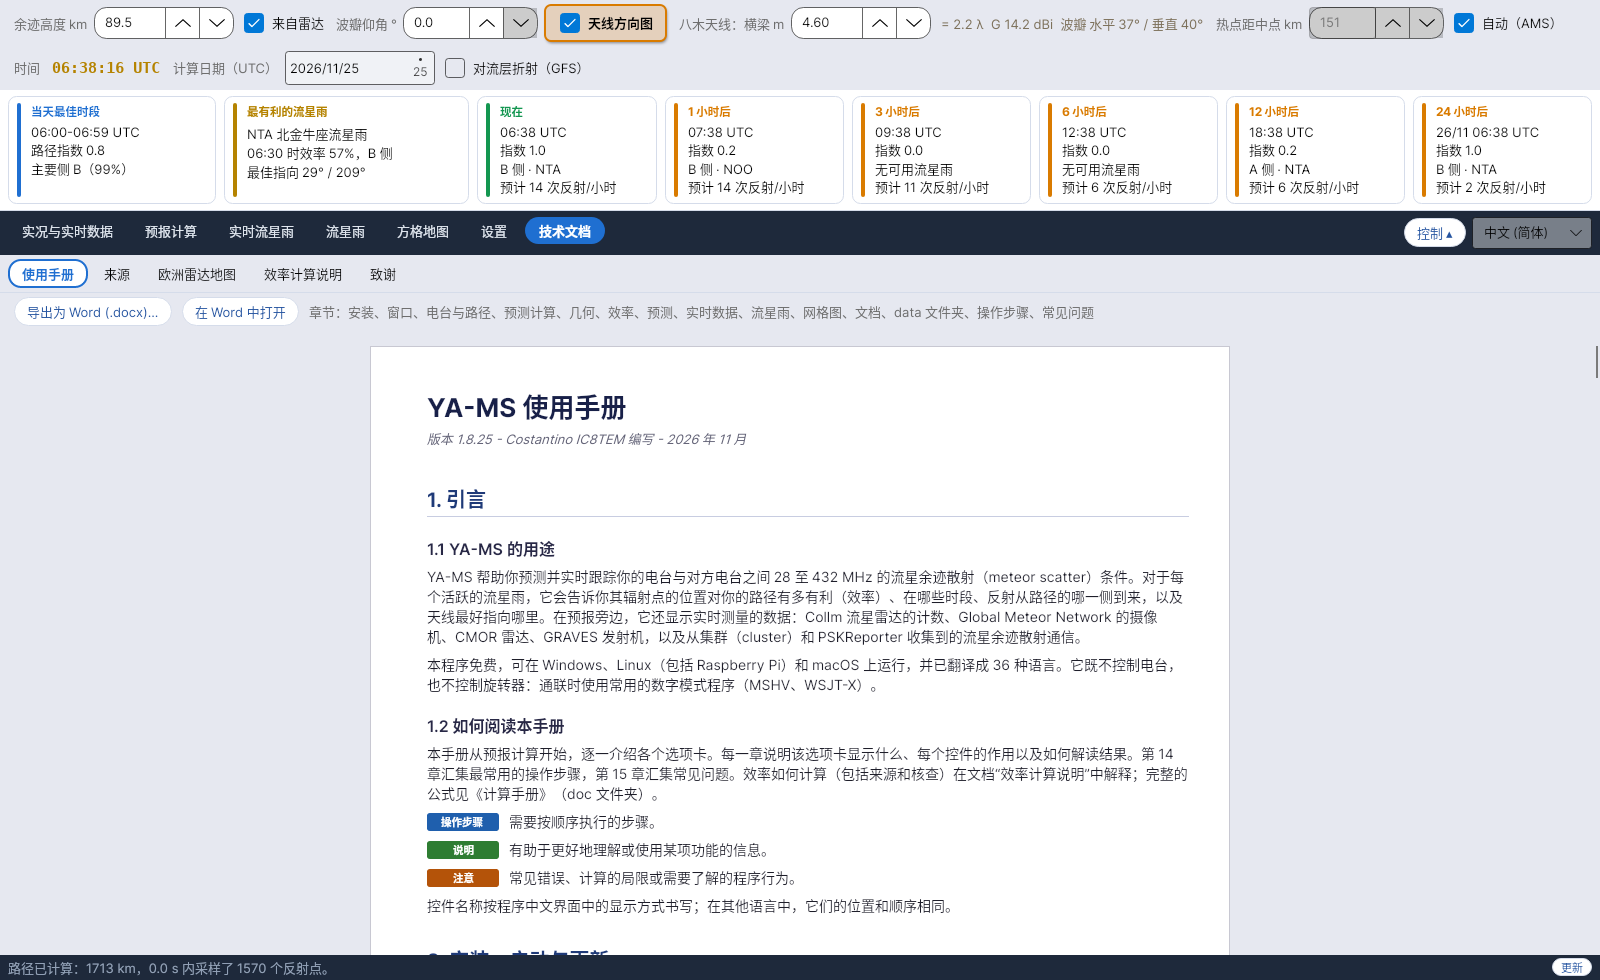 余迹高度 km 89.5 来自雷达 波瓣仰角 ° 0.0 天线方向图 八木天线：横梁 m 4.60 = 2.2 λ G 14.2 dBi 波瓣 水平 37° / 垂直 40° 热点距中点 km 151 自动（AMS）
时间 06:38:16 UTC 计算日期（UTC） 2026/11/25 25 对流层折射（GFS）
当天最佳时段
06:00-06:59 UTC
路径指数 0.8
主要侧 B（99%）
最有利的流星雨
NTA 北金牛座流星雨
06:30 时效率 57%，B 侧
最佳指向 29° / 209°
现在
06:38 UTC
指数 1.0
B 侧 · NTA
预计 14 次反射/小时
1 小时后
07:38 UTC
指数 0.2
B 侧 · NOO
预计 14 次反射/小时
3 小时后
09:38 UTC
指数 0.0
无可用流星雨
预计 11 次反射/小时
6 小时后
12:38 UTC
指数 0.0
无可用流星雨
预计 6 次反射/小时
12 小时后
18:38 UTC
指数 0.2
A 侧 · NTA
预计 6 次反射/小时
24 小时后
26/11 06:38 UTC
指数 1.0
B 侧 · NTA
预计 2 次反射/小时
实况与实时数据 预报计算 实时流星雨 流星雨 方格地图 设置 技术文档 控制 ▴ 中文 (简体)
使用手册 来源 欧洲雷达地图 效率计算说明 致谢
导出为 Word (.docx)... 在 Word 中打开 章节：安装、窗口、电台与路径、预测计算、几何、效率、预测、实时数据、流星雨、网格图、文档、data 文件夹、操作步骤、常见问题
YA-MS 使用手册
版本 1.8.25 - Costantino IC8TEM 编写 - 2026 年 11 月
1. 引言
1.1 YA-MS 的用途
YA-MS 帮助你预测并实时跟踪你的电台与对方电台之间 28 至 432 MHz 的流星余迹散射（meteor scatter）条件。对于每
个活跃的流星雨，它会告诉你其辐射点的位置对你的路径有多有利（效率）、在哪些时段、反射从路径的哪一侧到来，以及
天线最好指向哪里。在预报旁边，它还显示实时测量的数据：Collm 流星雷达的计数、Global Meteor Network 的摄像
机、CMOR 雷达、GRAVES 发射机，以及从集群（cluster）和 PSKReporter 收集到的流星余迹散射通信。
本程序免费，可在 Windows、Linux（包括 Raspberry Pi）和 macOS 上运行，并已翻译成 36 种语言。它既不控制电台，
也不控制旋转器：通联时使用常用的数字模式程序（MSHV、WSJT-X）。
1.2 如何阅读本手册
本手册从预报计算开始，逐一介绍各个选项卡。每一章说明该选项卡显示什么、每个控件的作用以及如何解读结果。第 14
章汇集最常用的操作步骤，第 15 章汇集常见问题。效率如何计算（包括来源和核查）在文档“效率计算说明”中解释；完整的
公式见《计算手册》（doc 文件夹）。
操作步骤 需要按顺序执行的步骤。
说明 有助于更好地理解或使用某项功能的信息。
注意 常见错误、计算的局限或需要了解的程序行为。
控件名称按程序中文界面中的显示方式书写；在其他语言中，它们的位置和顺序相同。
路径已计算：1713 km，0.0 s 内采样了 1570 个反射点。 更新